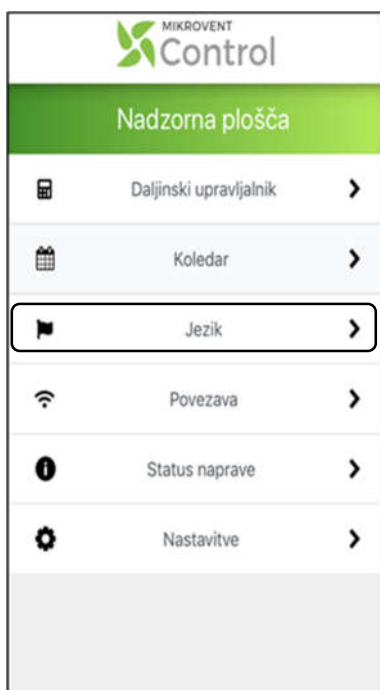 MIKROVENT
Control
Nadzorna plošča
Daljinski upravljalnik
Koledar
Jezik
Povezava
Status naprave
Nastavitve